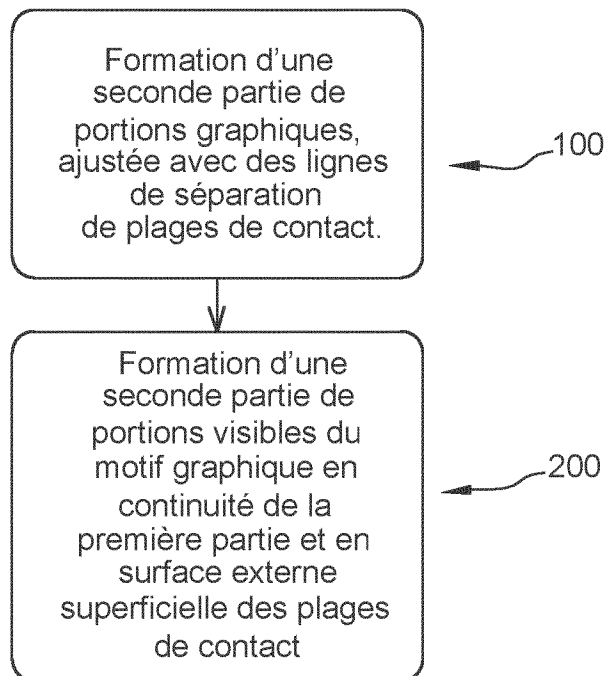 Formation d'une
seconde partie de
portions graphiques,
ajustée avec des lignes
de séparation
de plages de contact.
100
Formation d'une
seconde partie de
portions visibles du
motif graphique en
continuité de la
première partie et en
surface externe
superficielle des plages
de contact
200